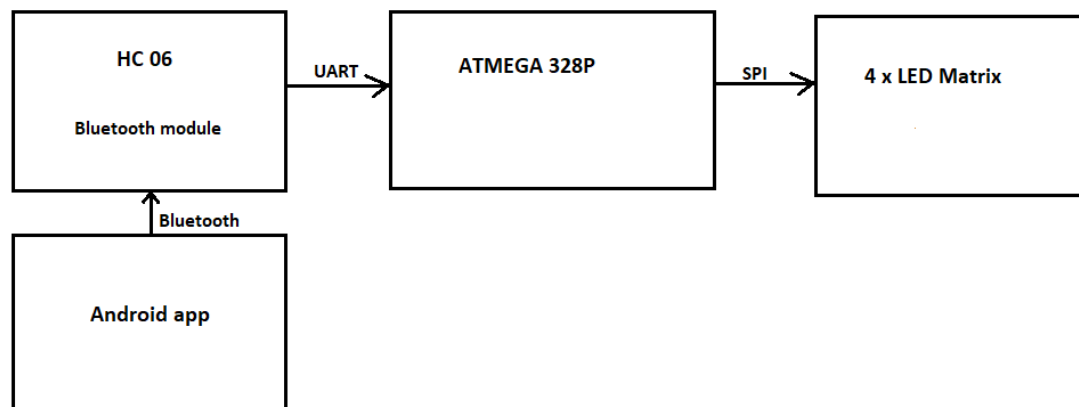 HC 06
Bluetooth module
UART
ATMEGA 328P
SPI
4 x LED Matrix
Bluetooth
Android app